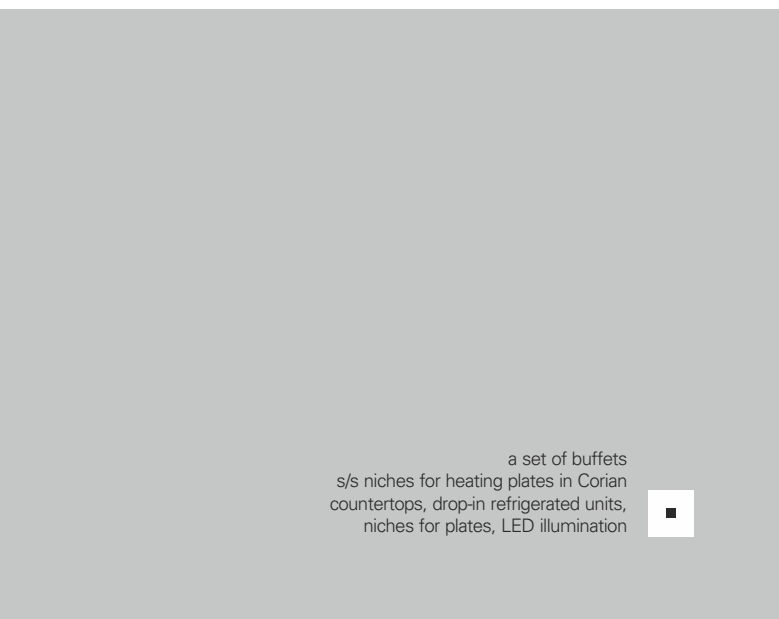 a set of buffets
s/s niches for heating plates in Corian
countertops, drop-in refrigerated units,
niches for plates, LED illumination